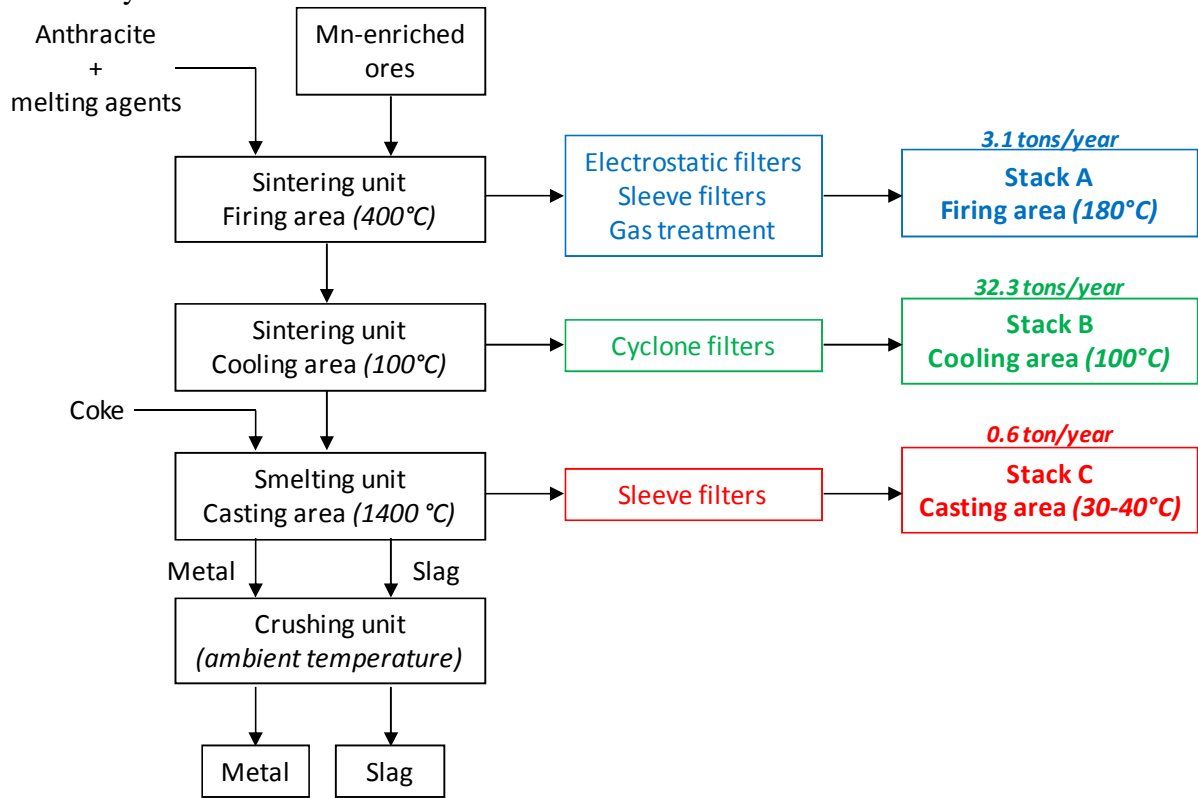 Anthracite
+
melting agents
Mn-enriched
ores
Sintering unit
Firing area (400°C)
Electrostatic filters
Sleeve filters
Gas treatment
3.1 tons/year
Stack A
Firing area (180°C)
Sintering unit
Cooling area (100°C)
Cyclone filters
32.3 tons/year
Stack B
Cooling area (100°C)
Coke
Smelting unit
Casting area (1400 °C)
Sleeve filters
0.6 ton/year
Stack C
Casting area (30-40°C)
Metal
Slag
Crushing unit
(ambient temperature)
Metal
Slag